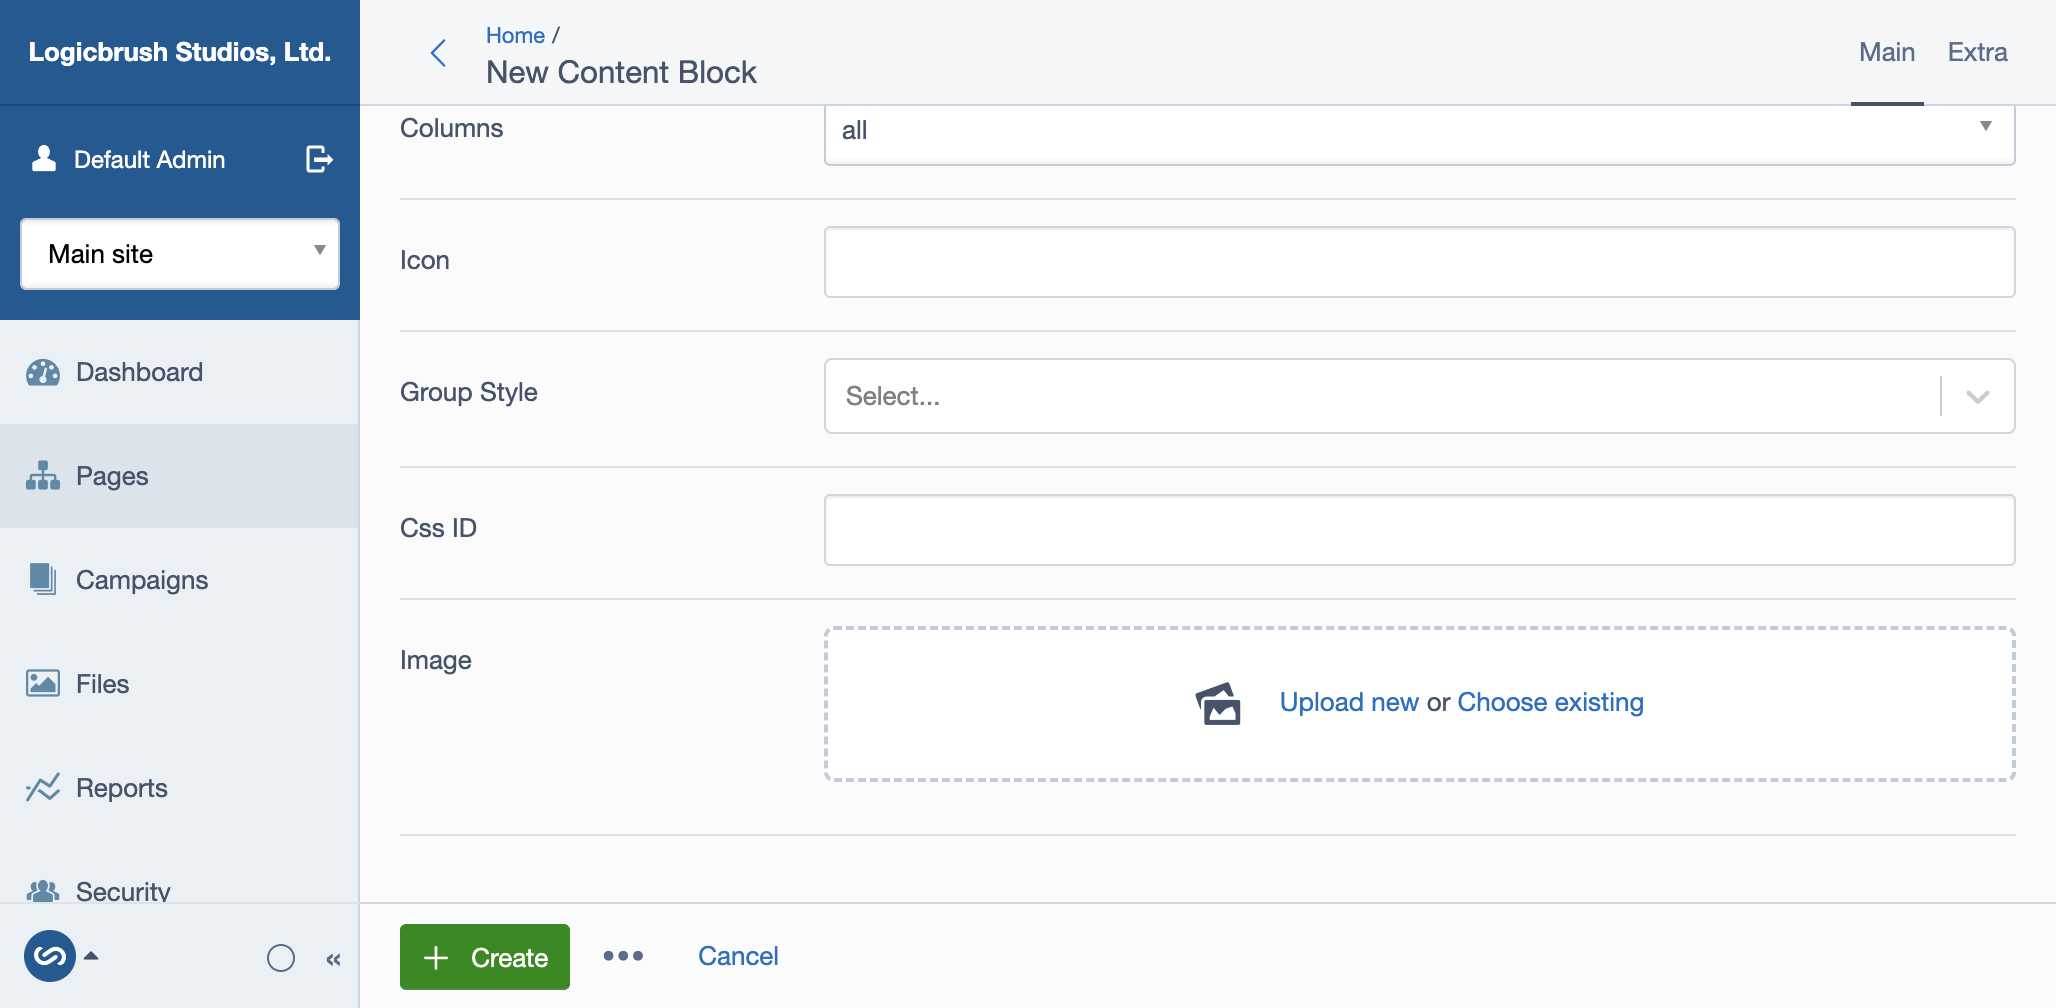 Logicbrush Studios, Ltd.
Default Admin
Main site
Dashboard
Pages
Campaigns
Files
Reports
Security
Home /
New Content Block
Main
Extra
Columns
all
Icon
Group Style
Select...
Css ID
Image
Upload new or Choose existing
Create
Cancel